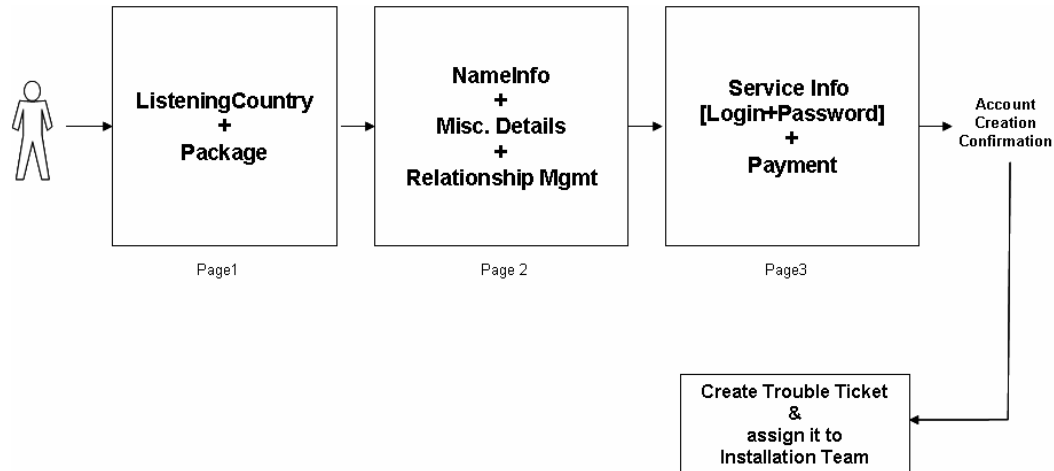 ListeningCountry
+
Package
Page1
NameInfo
+
Misc. Details
+
Relationship Mgmt
Page 2
Service Info
[Login+Password]
+
Payment
Page3
Account
Creation
Confirmation
Create Trouble Ticket
&
assign it to
Installation Team